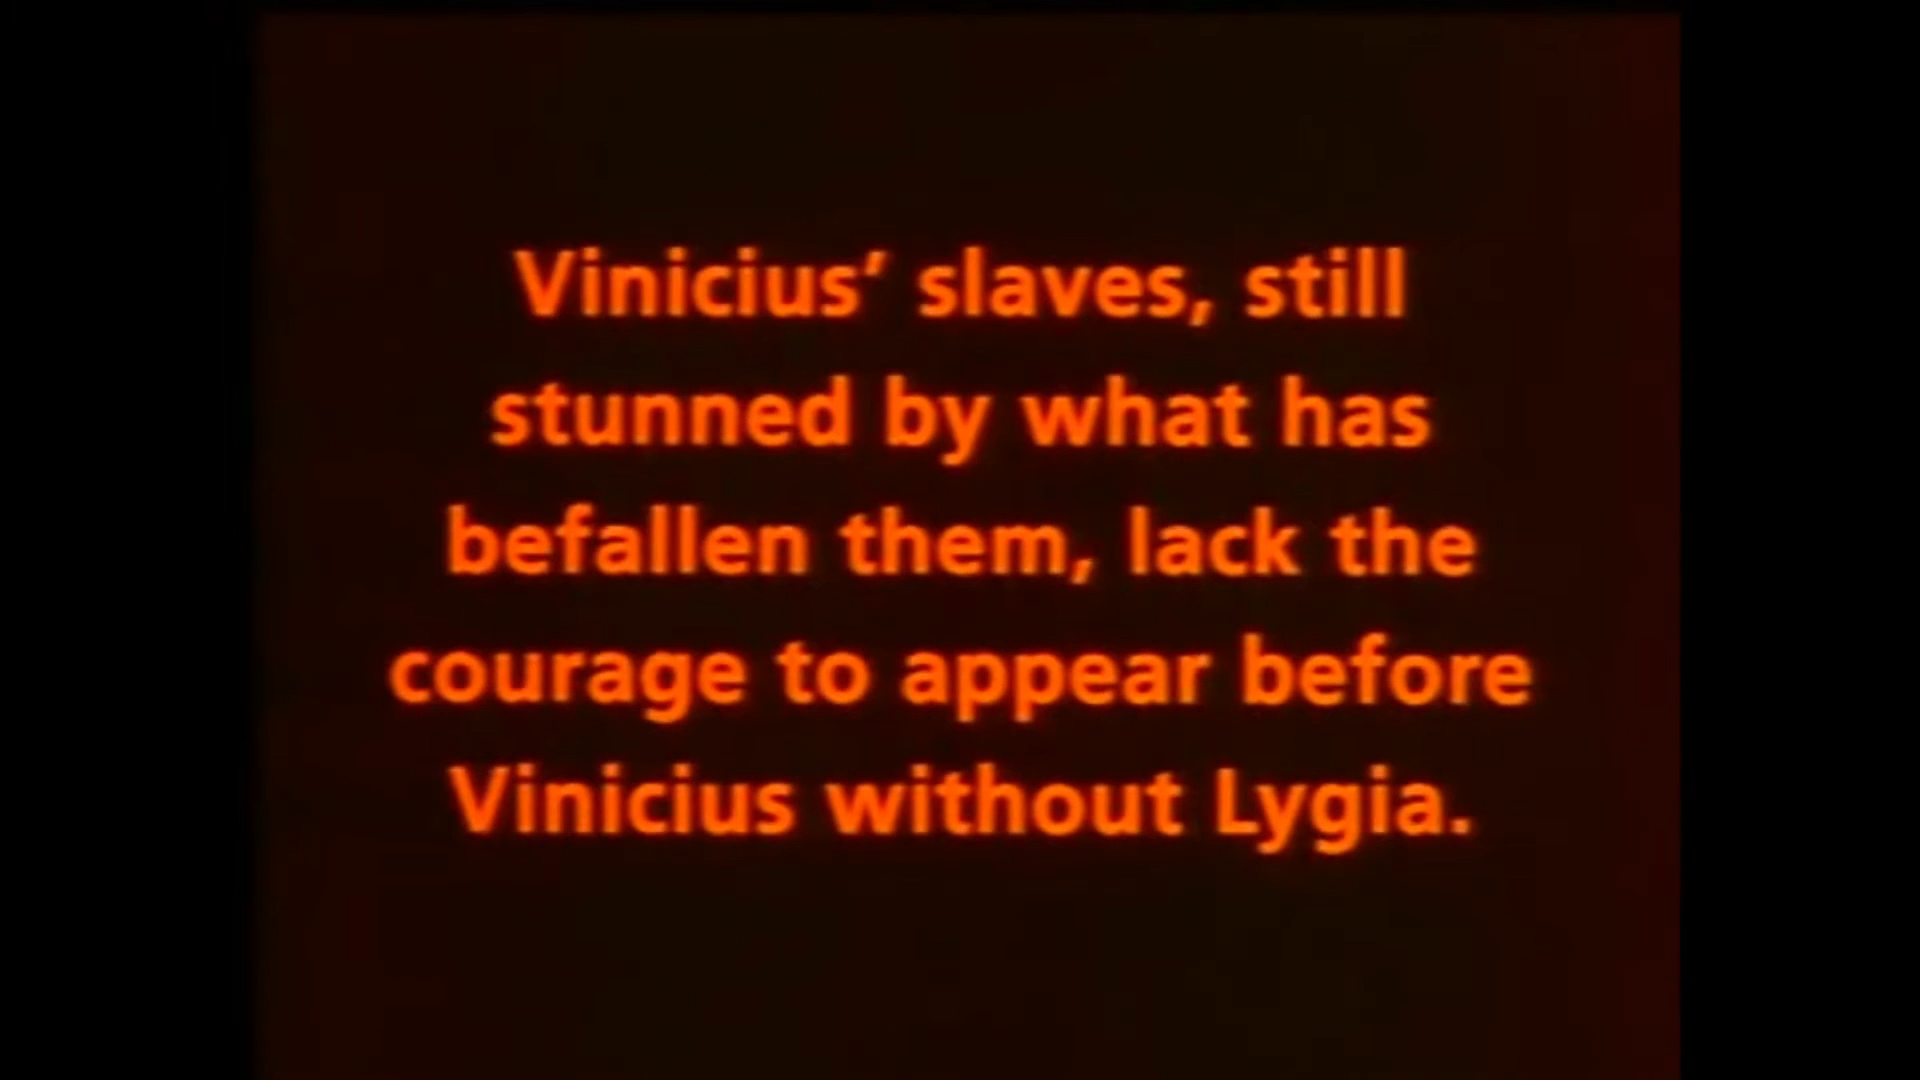 Vinicius’ slaves, still
stunned by what has
befallen them, lack the
courage to appear before
Vinicius without Lygia.